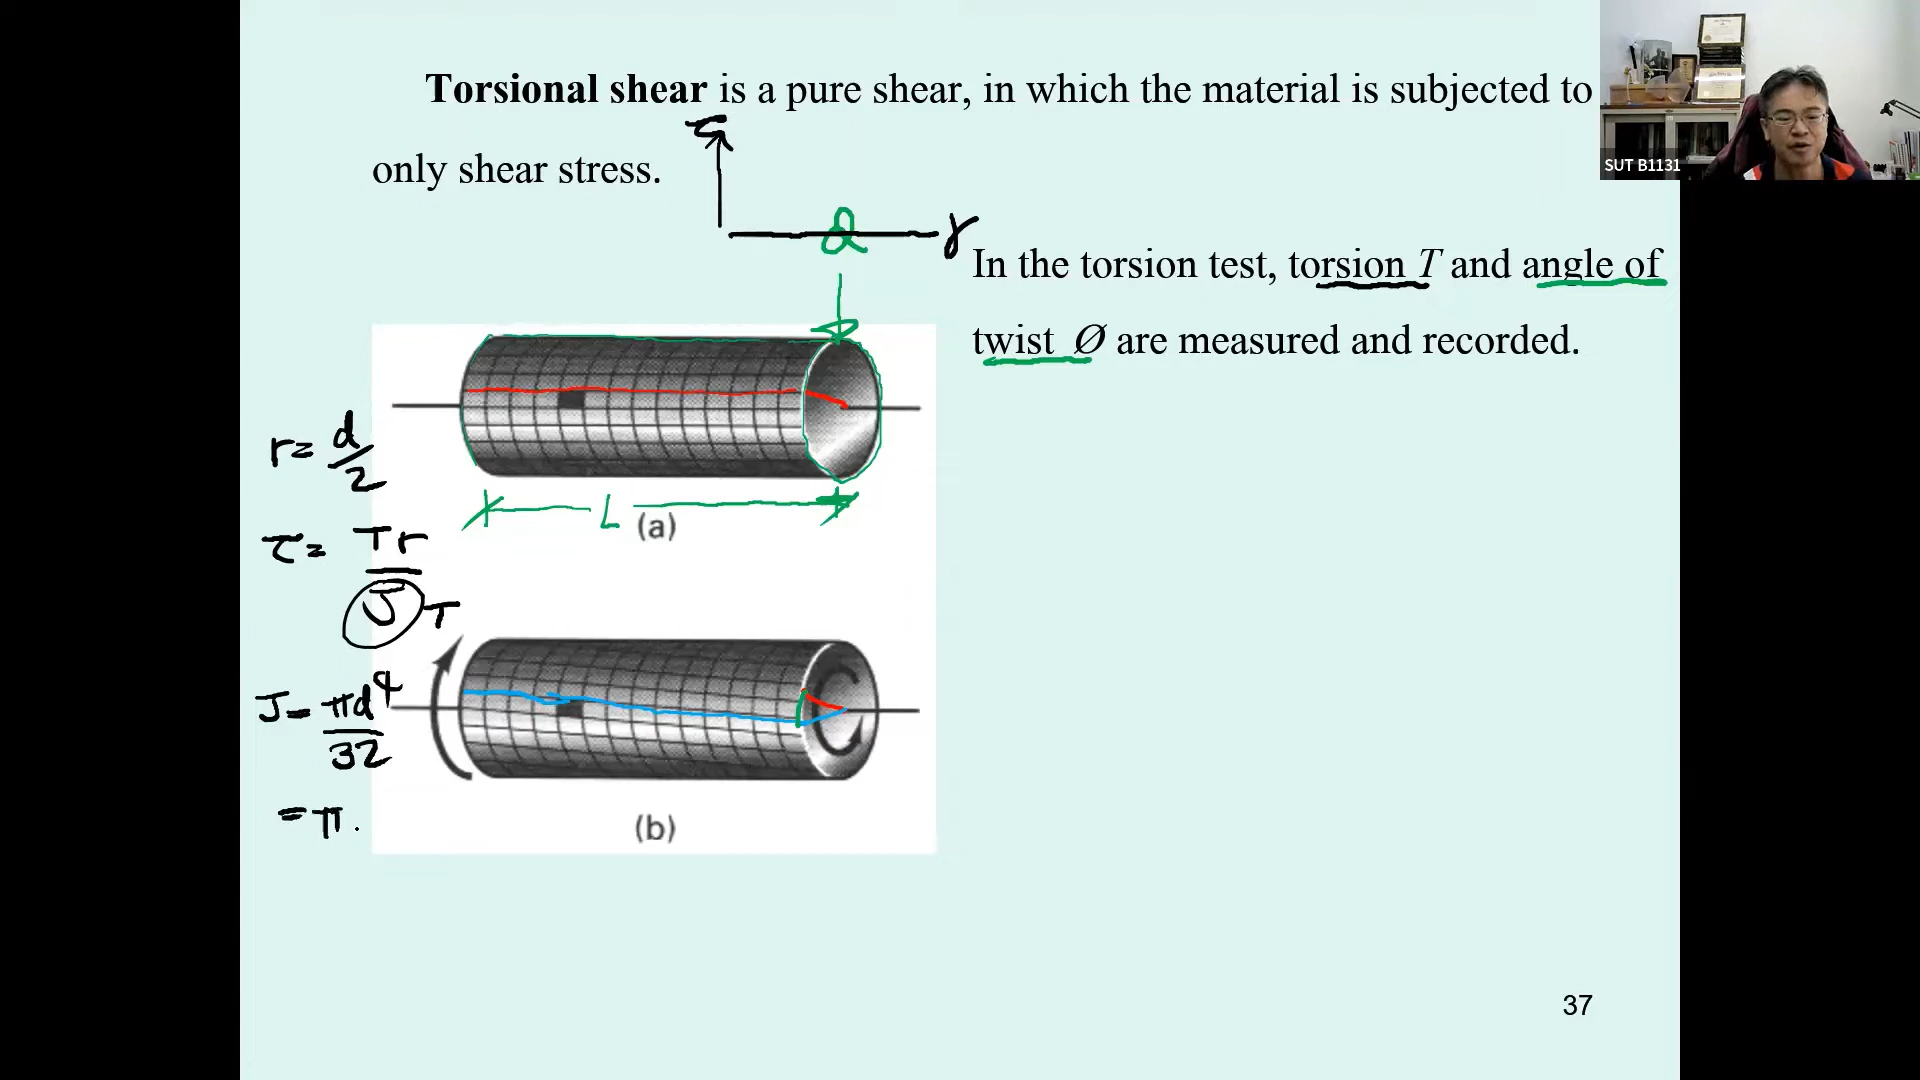 Torsional shear is a pure shear, in which the material is subjected to
only shear stress.
τ
γ
d
In the torsion test, torsion T and angle of
twist Ø are measured and recorded.
r = d/2
L
(a)
τ = Tr/J
T
J = πd⁴/32
= π.
(b)
37
SUT B1131